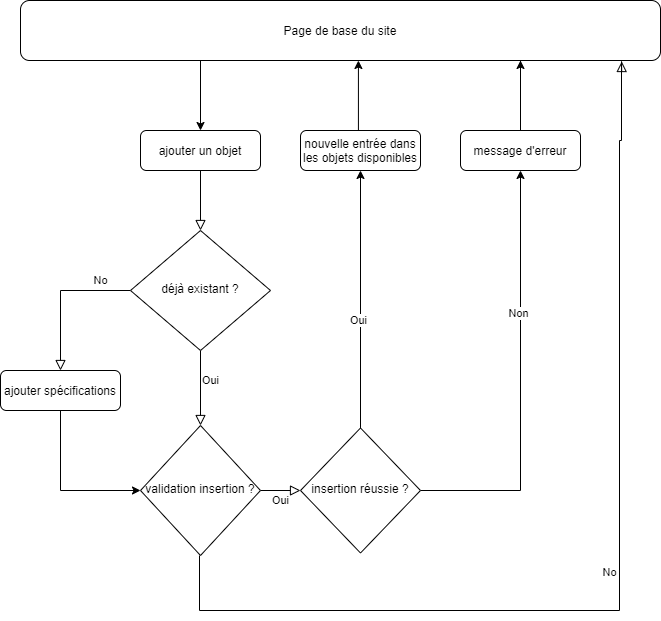 Page de base du site
ajouter un objet
nouvelle entrée dans
les objets disponibles
message d'erreur
déjà existant ?
No
Oui
Non
Oui
ajouter spécifications
validation insertion ?
Oui
insertion réussie ?
No